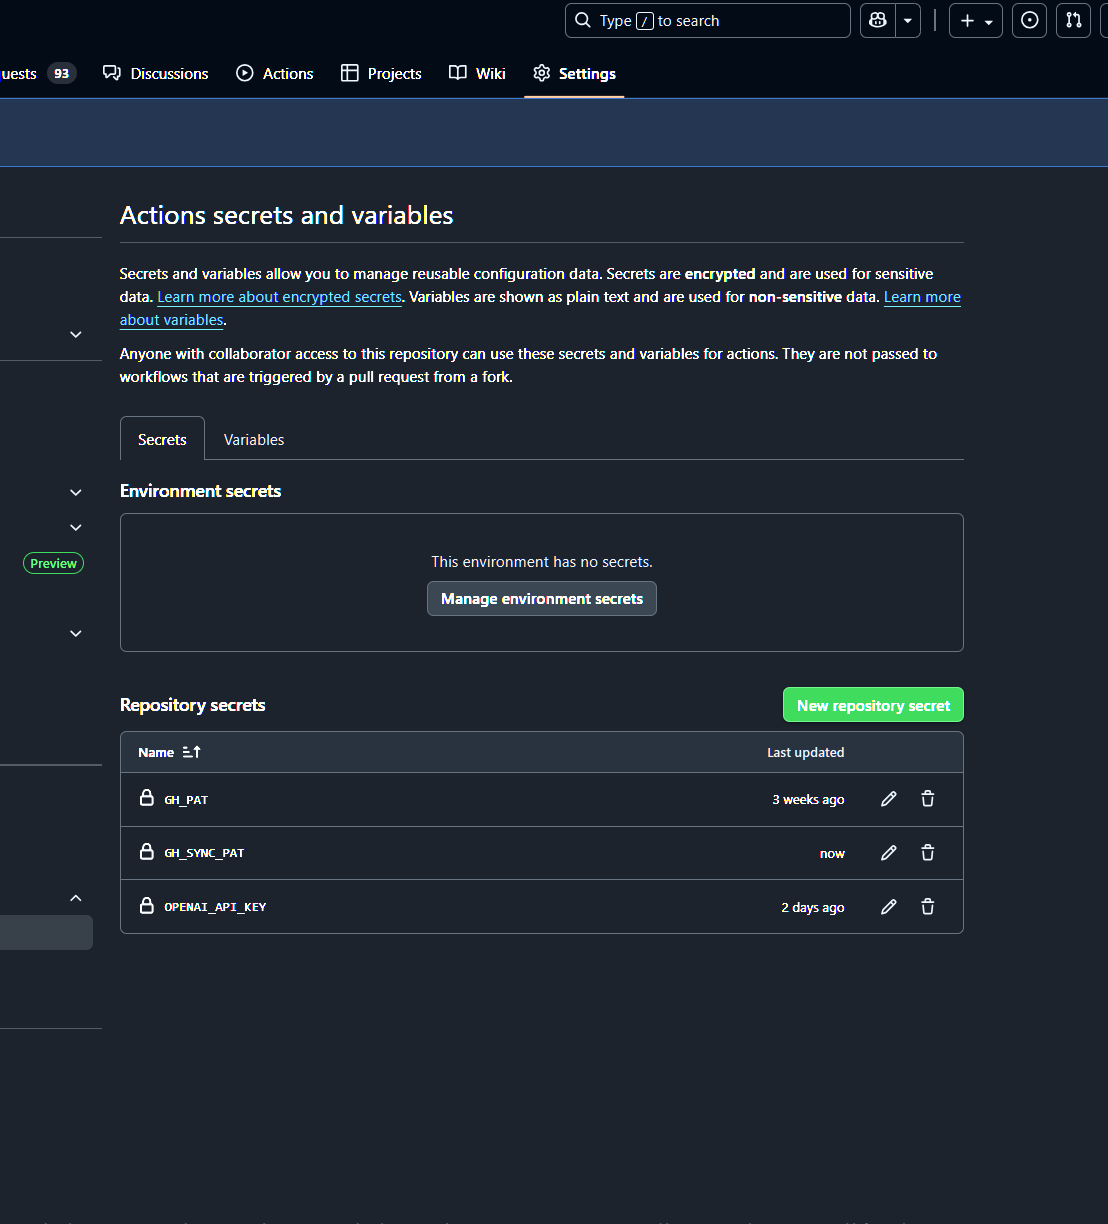 Type / to search
uests 93 Discussions Actions Projects Wiki Settings
Actions secrets and variables
Secrets and variables allow you to manage reusable configuration data. Secrets are encrypted and are used for sensitive
data. Learn more about encrypted secrets. Variables are shown as plain text and are used for non-sensitive data. Learn more
about variables.
Anyone with collaborator access to this repository can use these secrets and variables for actions. They are not passed to
workflows that are triggered by a pull request from a fork.
Secrets Variables
Environment secrets
Preview
This environment has no secrets.
Manage environment secrets
Repository secrets New repository secret
Name Last updated
GH_PAT 3 weeks ago
GH_SYNC_PAT now
OPENAI_API_KEY 2 days ago